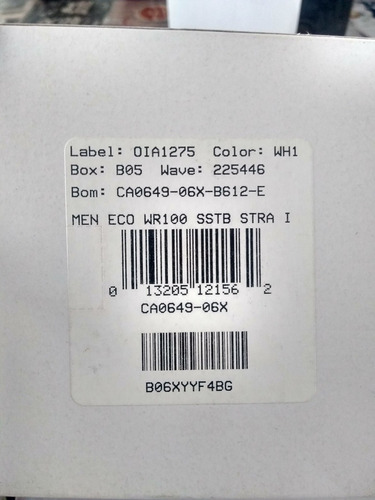 Label: OIA1275 Color: WH1
Box: B05 Wave: 225446
Bom: CA0649-06X-B612-E
MEN ECO WR100 SSTB STRA I
0 13205 12156 2
CA0649-06X
B06XYYF4BG